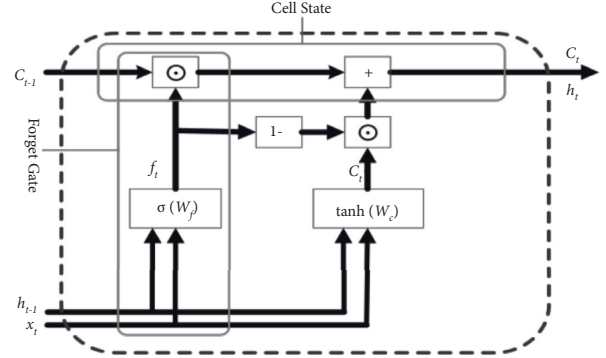 Cell State
C_{t-1}
⊙
+
C_t
h_t
1-
⊙
Forget Gate
f_t
C_t
σ (W_f)
tanh (W_c)
h_{t-1}
x_t